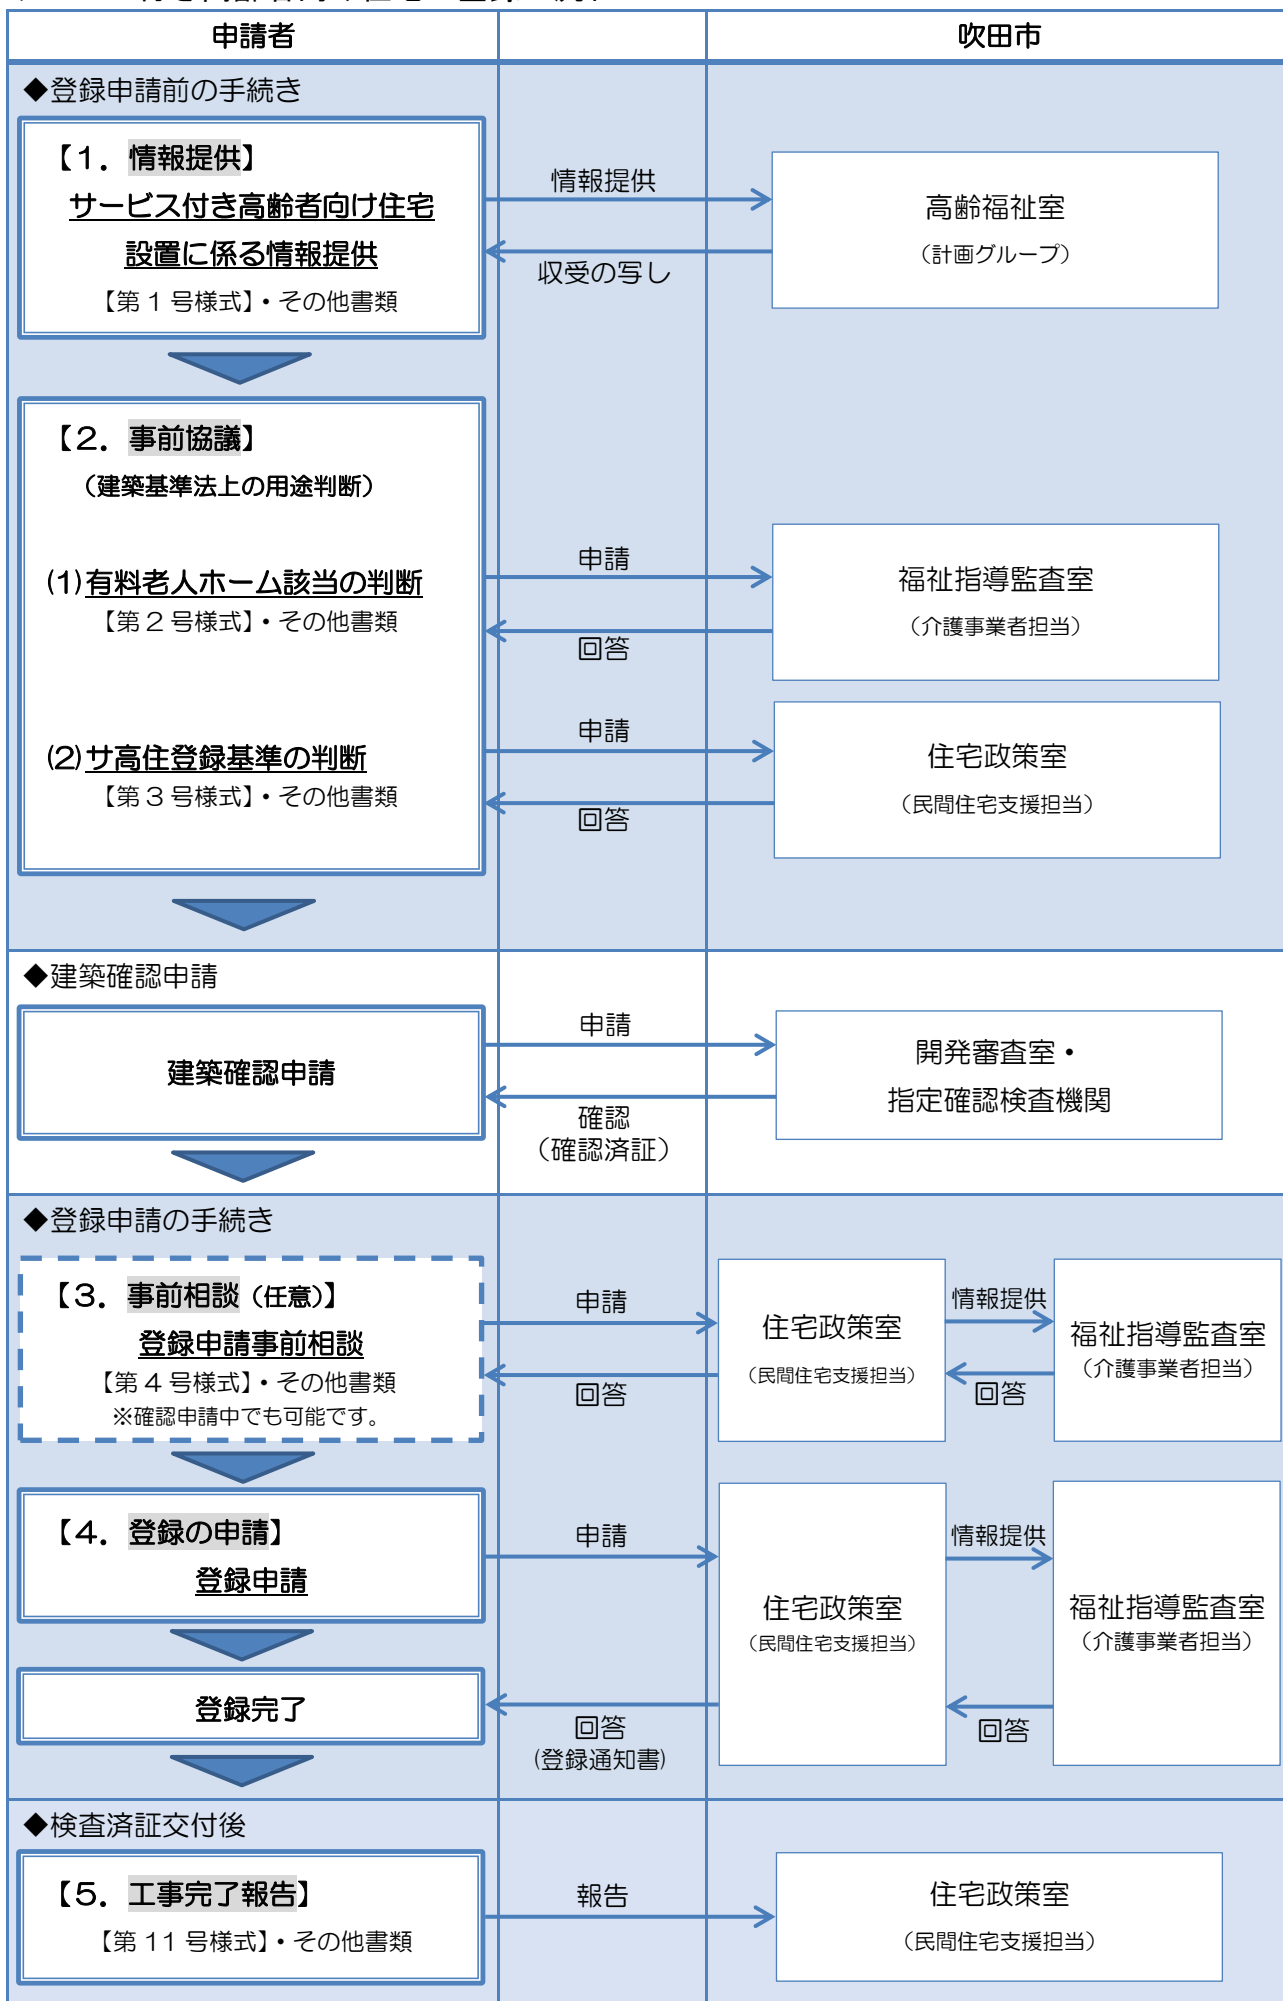 申請者
吹田市
◆登録申請前の手続き
【1．情報提供】
サービス付き高齢者向け住宅
設置に係る情報提供
【第１号様式】・その他書類
情報提供
収受の写し
高齢福祉室
（計画グループ）
【2．事前協議】
（建築基準法上の用途判断）
(1)有料老人ホーム該当の判断
【第２号様式】・その他書類
申請
回答
福祉指導監査室
（介護事業者担当）
(2)サ高住登録基準の判断
【第３号様式】・その他書類
申請
回答
住宅政策室
（民間住宅支援担当）
◆建築確認申請
建築確認申請
申請
確認
（確認済証）
開発審査室・
指定確認検査機関
◆登録申請の手続き
【3．事前相談（任意）】
登録申請事前相談
【第４号様式】・その他書類
※確認申請中でも可能です。
申請
回答
住宅政策室
（民間住宅支援担当）
情報提供
回答
福祉指導監査室
（介護事業者担当）
【4．登録の申請】
登録申請
申請
住宅政策室
（民間住宅支援担当）
情報提供
福祉指導監査室
（介護事業者担当）
登録完了
回答
(登録通知書)
回答
◆検査済証交付後
【5．工事完了報告】
【第 11 号様式】・その他書類
報告
住宅政策室
（民間住宅支援担当）